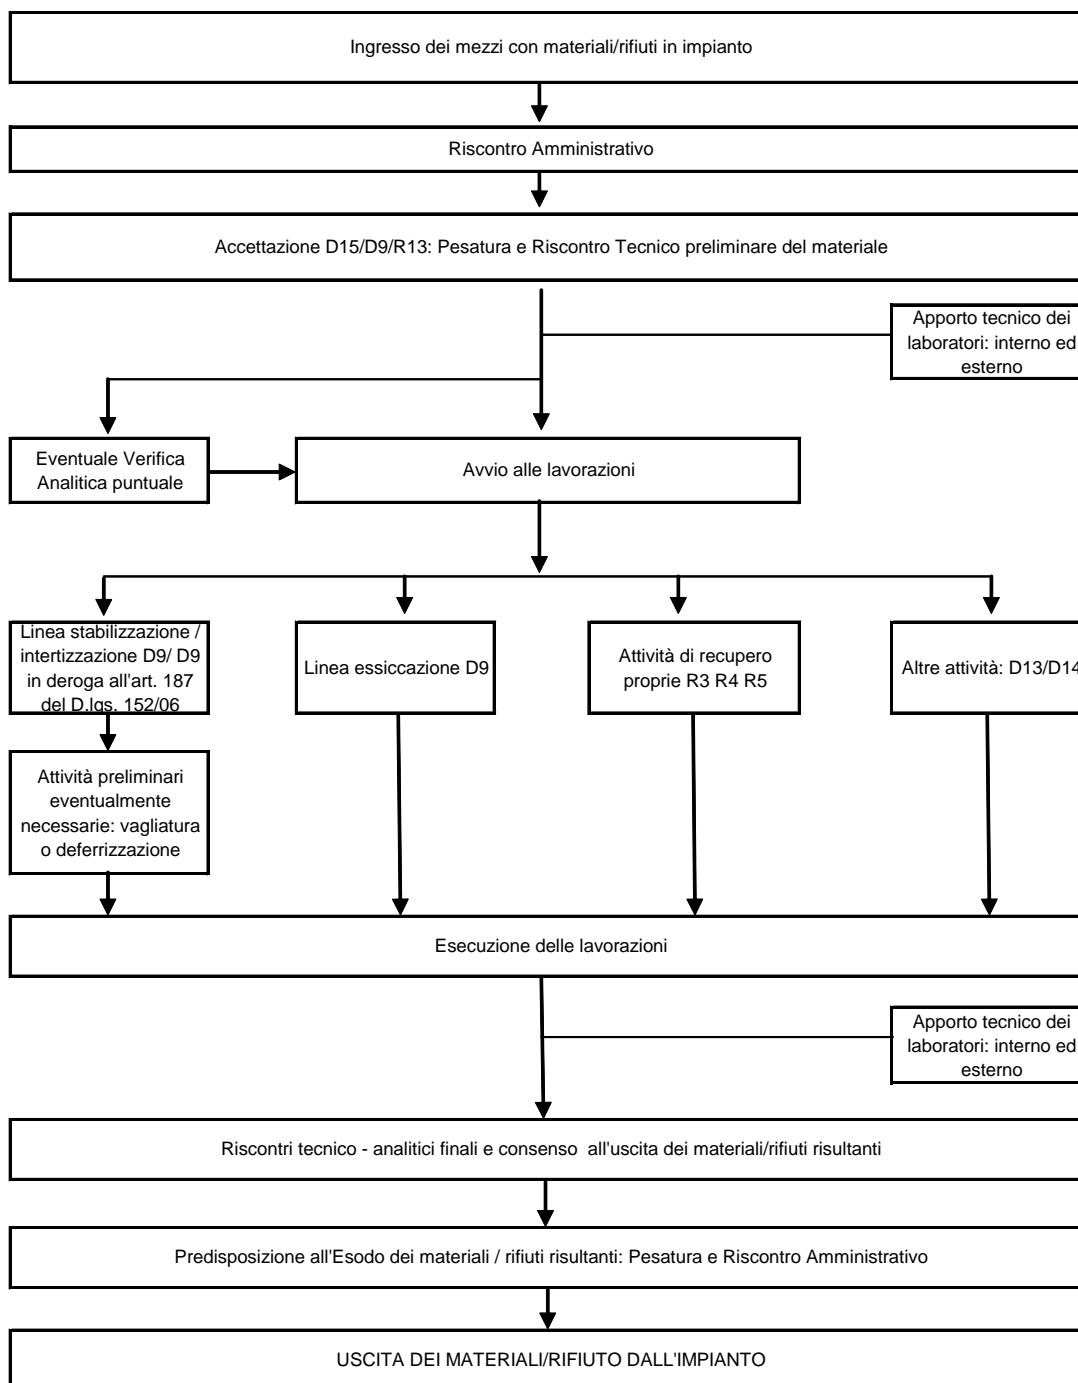 Ingresso dei mezzi con materiali/rifiuti in impianto
Riscontro Amministrativo
Accettazione D15/D9/R13: Pesatura e Riscontro Tecnico preliminare del materiale
Apporto tecnico dei
laboratori: interno ed
esterno
Eventuale Verifica
Analitica puntuale
Avvio alle lavorazioni
Linea stabilizzazione /
intertizzazione D9/ D9
in deroga all'art. 187
del D.lgs. 152/06
Linea essiccazione D9
Attività di recupero
proprie R3 R4 R5
Altre attività: D13/D14
Attività preliminari
eventualmente
necessarie: vagliatura
o deferrizzazione
Esecuzione delle lavorazioni
Apporto tecnico dei
laboratori: interno ed
esterno
Riscontri tecnico - analitici finali e consenso all'uscita dei materiali/rifiuti risultanti
Predisposizione all'Esodo dei materiali / rifiuti risultanti: Pesatura e Riscontro Amministrativo
USCITA DEI MATERIALI/RIFIUTO DALL'IMPIANTO